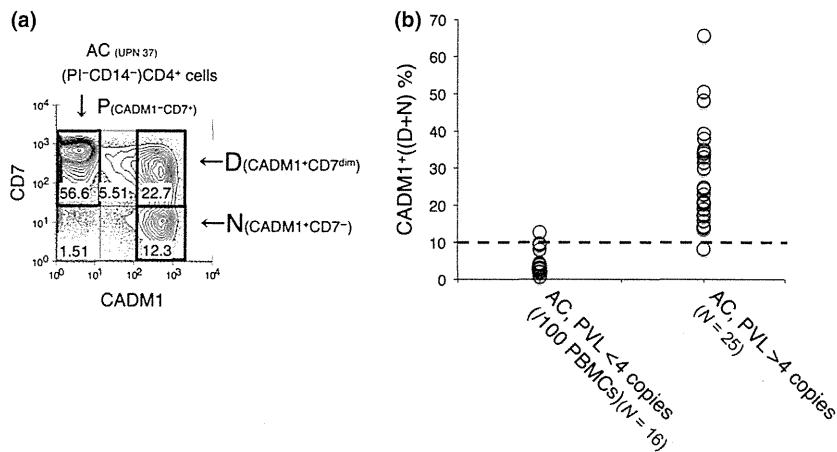 (a)
AC (UPN 37)
(PI⁻CD14⁻)CD4⁺ cells
↓ P(CADM1⁻CD7⁺)
10⁴
10³
10²
10¹
10⁰
CD7
56.6 5.51 22.7
1.51 12.3
←D(CADM1⁺CD7ᵈⁱᵐ)
←N(CADM1⁺CD7⁻)
10⁰ 10¹ 10² 10³ 10⁴
CADM1
(b)
CADM1⁺((D+N) %)
70
60
50
40
30
20
10
0
AC, PVL <4 copies
(/100 PBMCs)(N = 16)
AC, PVL >4 copies
(N = 25)